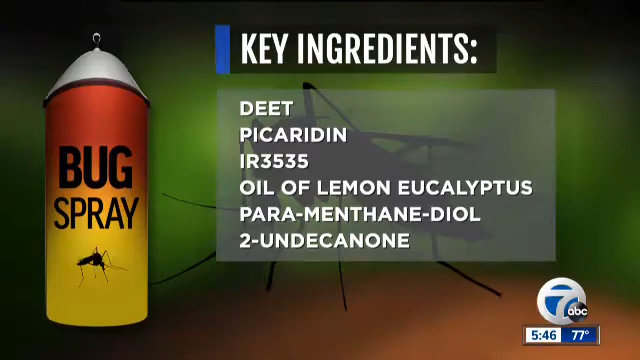 KEY INGREDIENTS:
BUG
SPRAY
DEET
PICARIDIN
IR3535
OIL OF LEMON EUCALYPTUS
PARA-MENTHANE-DIOL
2-UNDECANONE
7
abc
5:46 77°